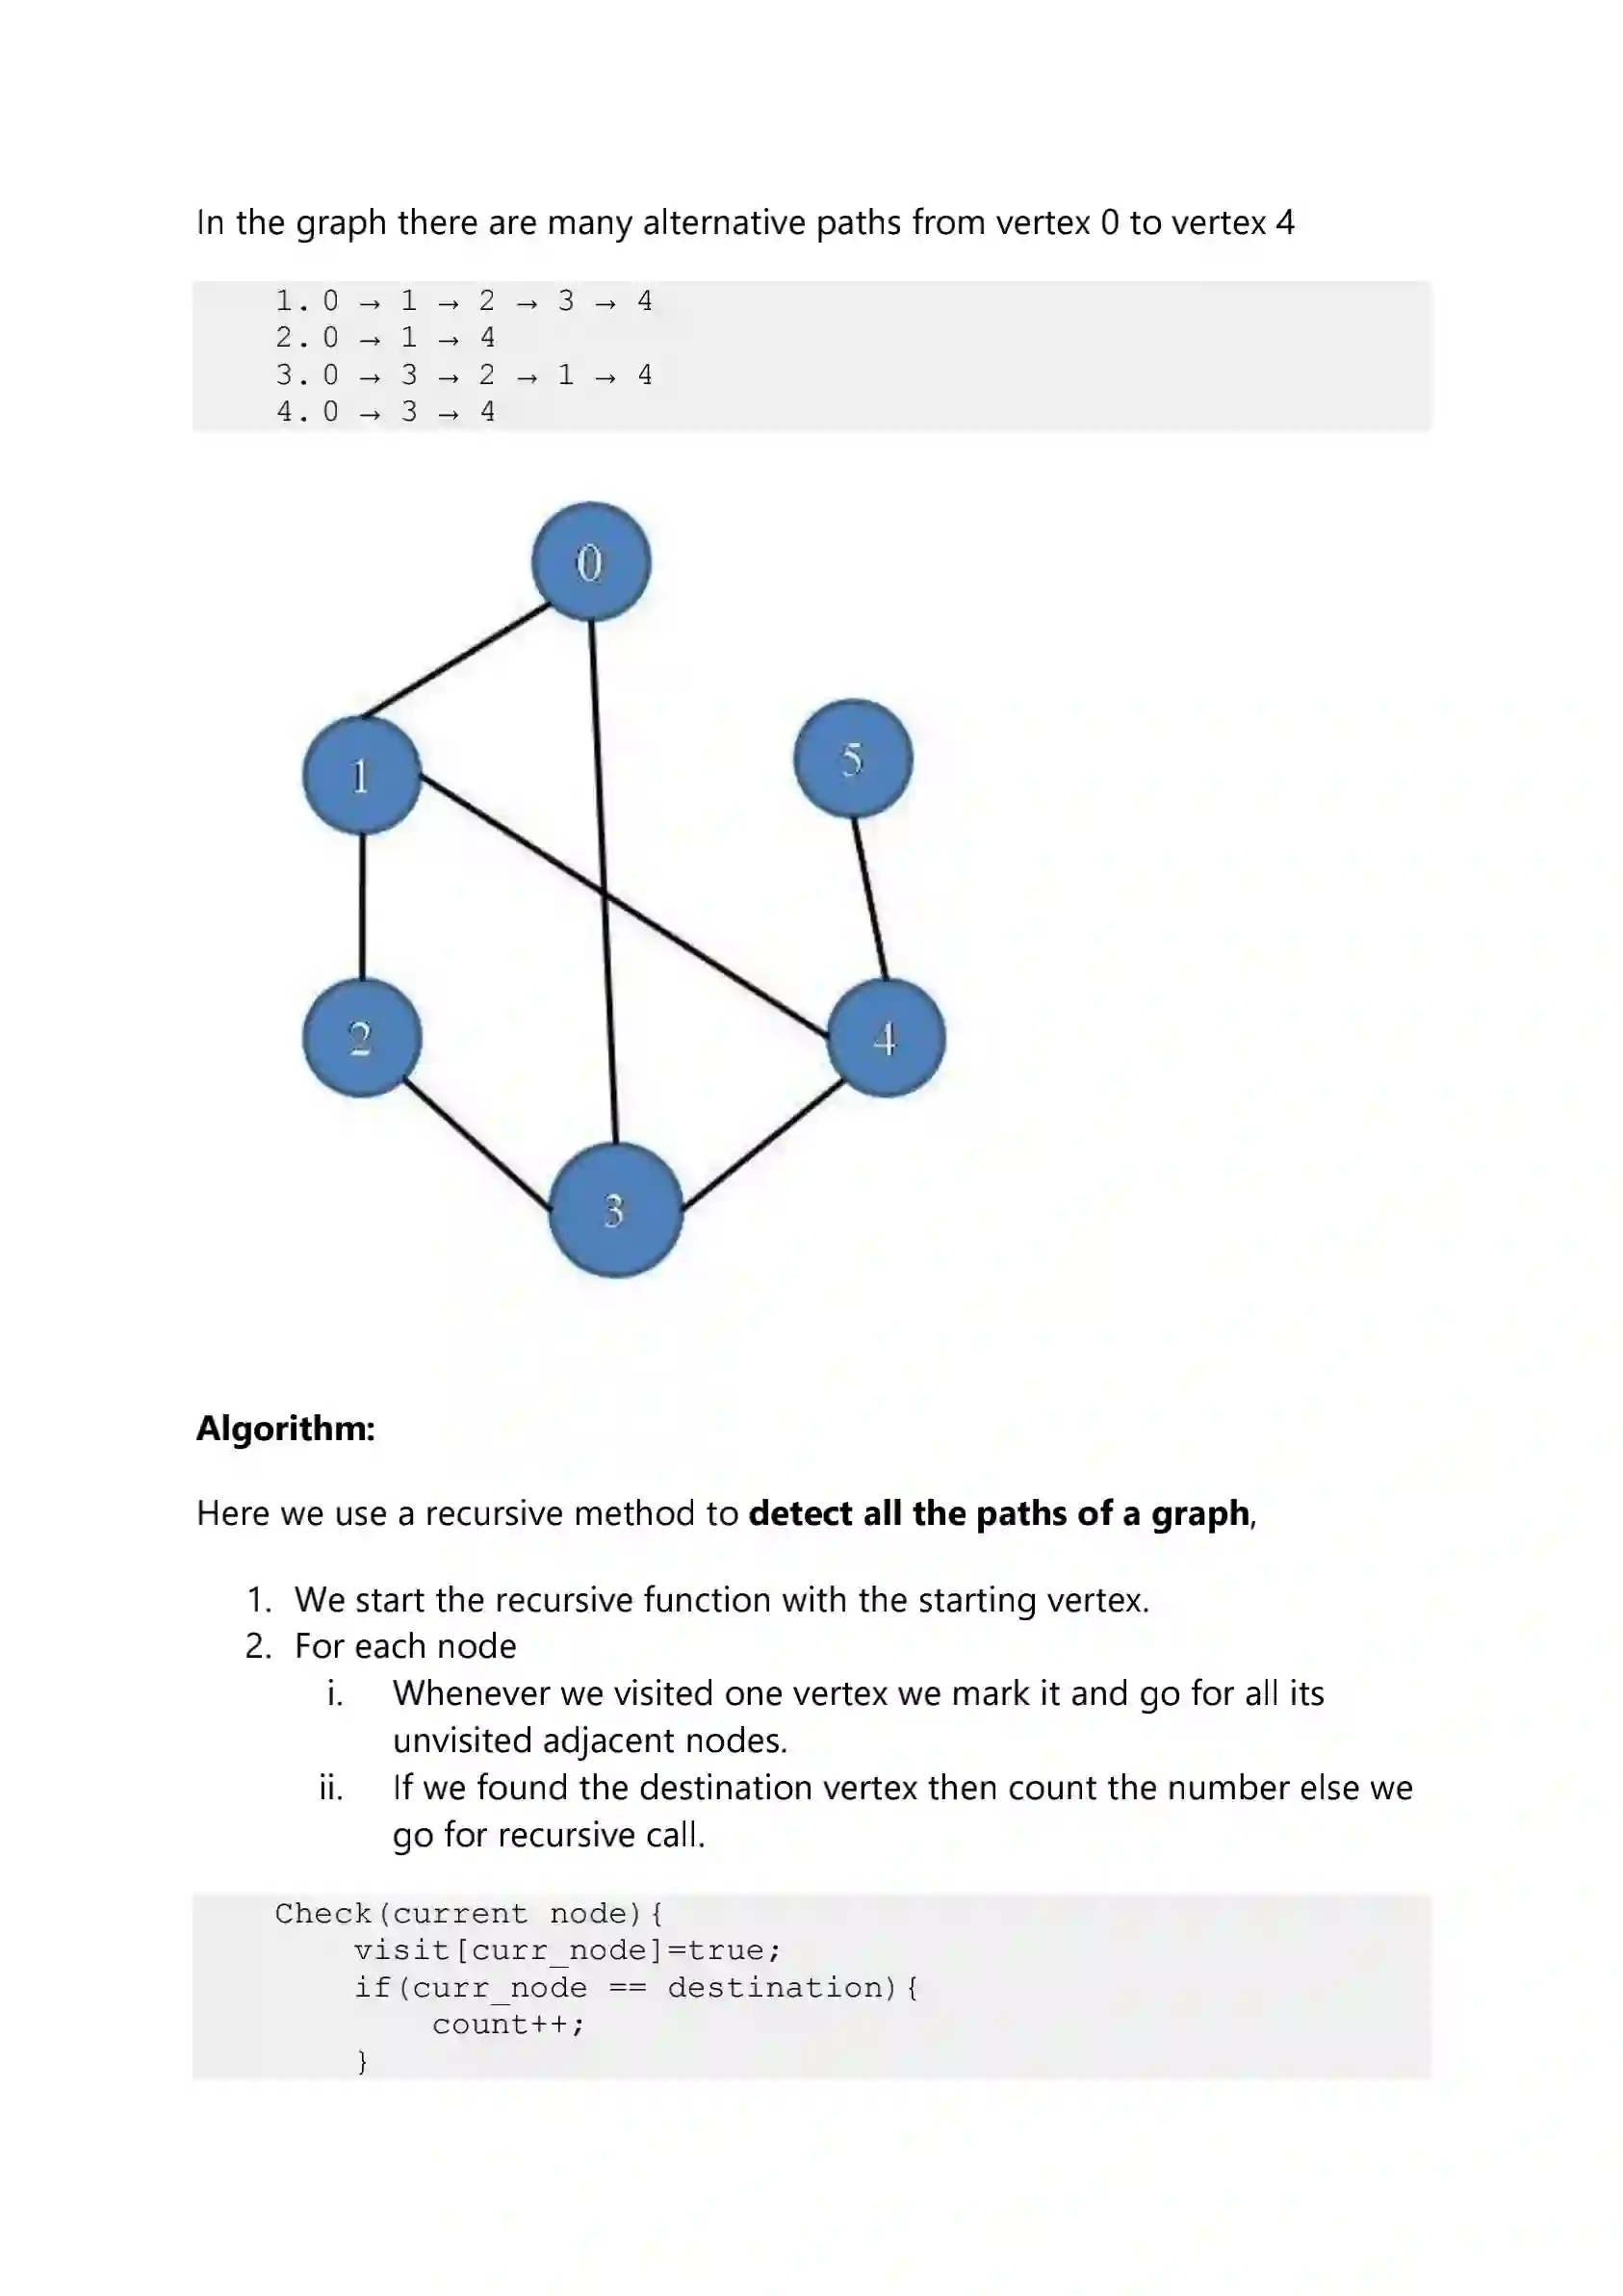 In the graph there are many alternative paths from vertex 0 to vertex 4
1. 0 → 1 → 2 → 3 → 4
2. 0 → 1 → 4
3. 0 → 3 → 2 → 1 → 4
4. 0 → 3 → 4
0
5
1
2
4
3
Algorithm:
Here we use a recursive method to detect all the paths of a graph,
1. We start the recursive function with the starting vertex.
2. For each node
i. Whenever we visited one vertex we mark it and go for all its
unvisited adjacent nodes.
ii. If we found the destination vertex then count the number else we
go for recursive call.
Check(current node){
visit[curr_node]=true;
if(curr_node == destination){
count++;
}